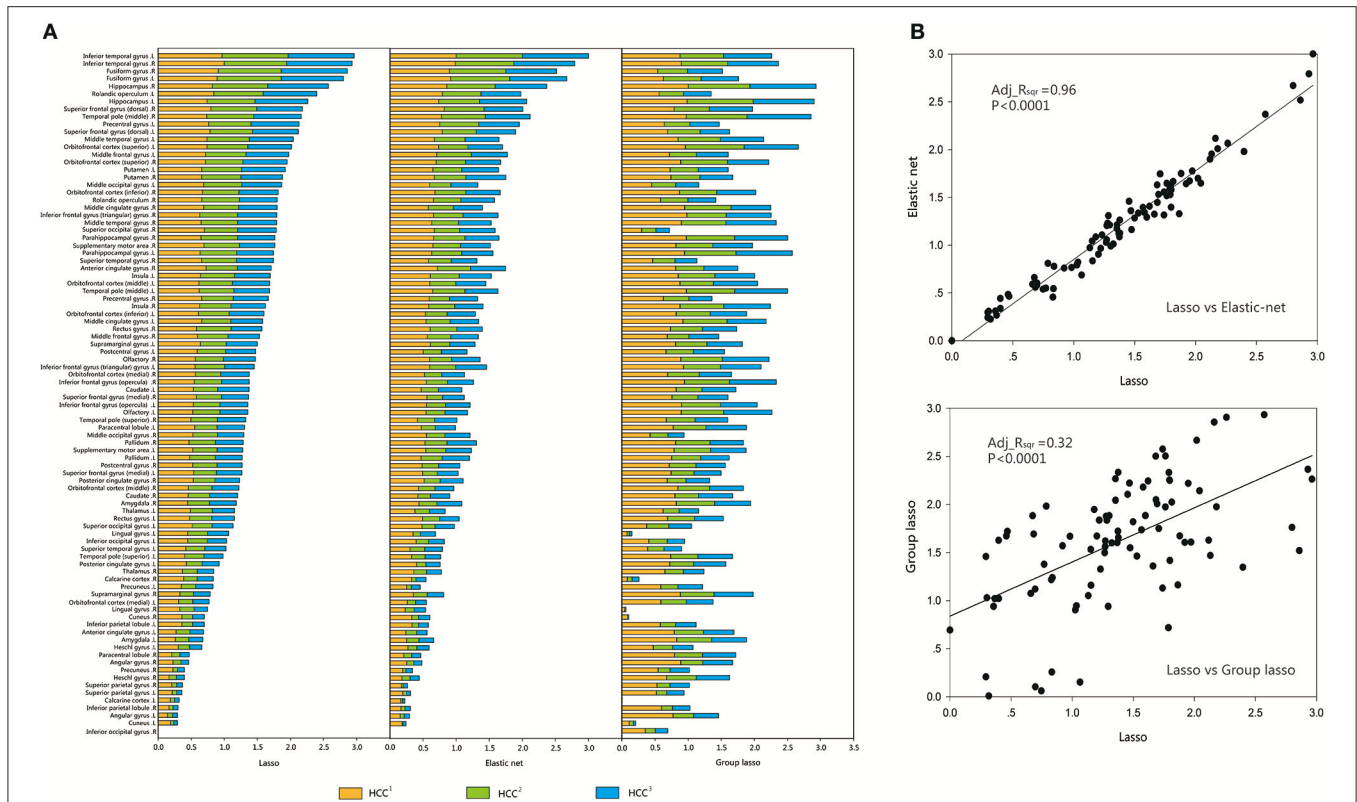 A
Inferior temporal gyrus .L
Inferior temporal gyrus .R
Fusiform gyrus .R
Fusiform gyrus .L
Hippocampus .R
Rolandic operculum .L
Hippocampus .L
Superior frontal gyrus (dorsal) .R
Temporal pole (middle) .R
Precentral gyrus .L
Superior frontal gyrus (dorsal) .L
Middle temporal gyrus .L
Orbitofrontal cortex (superior) .L
Middle frontal gyrus .L
Orbitofrontal cortex (superior) .R
Putamen .L
Putamen .R
Middle occipital gyrus .L
Orbitofrontal cortex (inferior) .R
Rolandic operculum .R
Middle cingulate gyrus .R
Inferior frontal gyrus (triangular) gyrus .R
Middle temporal gyrus .R
Superior occipital gyrus .R
Parahippocampal gyrus .R
Supplementary motor area .R
Parahippocampal gyrus .L
Superior temporal gyrus .R
Anterior cingulate gyrus .R
Insula .L
Orbitofrontal cortex (middle) .L
Temporal pole (middle) .L
Precentral gyrus .R
Insula .R
Orbitofrontal cortex (inferior) .L
Middle cingulate gyrus .L
Rectus gyrus .R
Middle frontal gyrus .R
Supramarginal gyrus .L
Postcentral gyrus .L
Olfactory .R
Inferior frontal gyrus (triangular) gyrus .L
Orbitofrontal cortex (medial) .R
Inferior frontal gyrus (opercula) .R
Caudate .L
Superior frontal gyrus (medial) .R
Inferior frontal gyrus (opercula) .L
Olfactory .L
Temporal pole (superior) .R
Paracentral lobule .L
Middle occipital gyrus .R
Pallidum .R
Supplementary motor area .L
Pallidum .L
Postcentral gyrus .R
Superior frontal gyrus (medial) .L
Posterior cingulate gyrus .R
Orbitofrontal cortex (middle) .R
Caudate .R
Amygdala .R
Thalamus .L
Rectus gyrus .L
Superior occipital gyrus .L
Lingual gyrus .L
Inferior occipital gyrus .L
Superior temporal gyrus .L
Temporal pole (superior) .L
Posterior cingulate gyrus .L
Thalamus .R
Calcarine cortex .R
Precuneus .L
Supramarginal gyrus .R
Orbitofrontal cortex (medial) .L
Lingual gyrus .R
Cuneus .R
Inferior parietal lobule .L
Anterior cingulate gyrus .L
Amygdala .L
Heschl gyrus .L
Paracentral lobule .R
Angular gyrus .R
Precuneus .R
Heschl gyrus .R
Superior parietal gyrus .R
Superior parietal gyrus .L
Calcarine cortex .L
Inferior parietal lobule .R
Angular gyrus .L
Cuneus .L
Inferior occipital gyrus .R
0.0 0.5 1.0 1.5 2.0 2.5 3.0
Lasso
0.0 0.5 1.0 1.5 2.0 2.5 3.0
Elastic net
0.0 0.5 1.0 1.5 2.0 2.5 3.0 3.5
Group lasso
HCC¹
HCC²
HCC³
B
3.0
2.5
2.0
1.5
1.0
.5
0.0
Elastic net
Adj_Rsqr =0.96
P<0.0001
Lasso vs Elastic-net
0.0 .5 1.0 1.5 2.0 2.5 3.0
Lasso
3.0
2.5
2.0
1.5
1.0
.5
0.0
Group lasso
Adj_Rsqr =0.32
P<0.0001
Lasso vs Group lasso
0.0 .5 1.0 1.5 2.0 2.5 3.0
Lasso